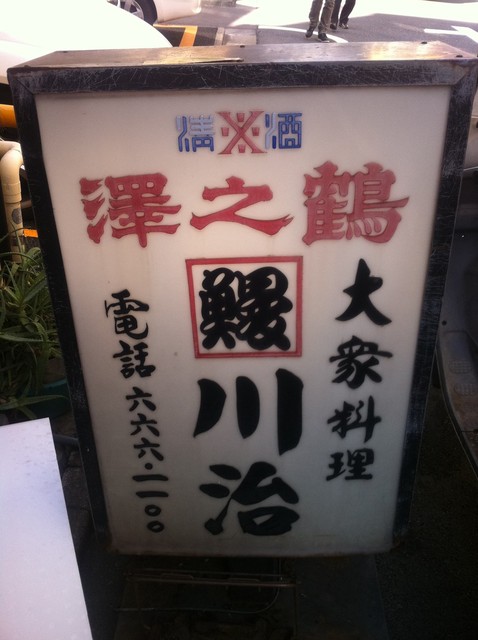 清※酒
澤之鶴
大衆料理
鰻
川治
電話 六六六・一一〇〇